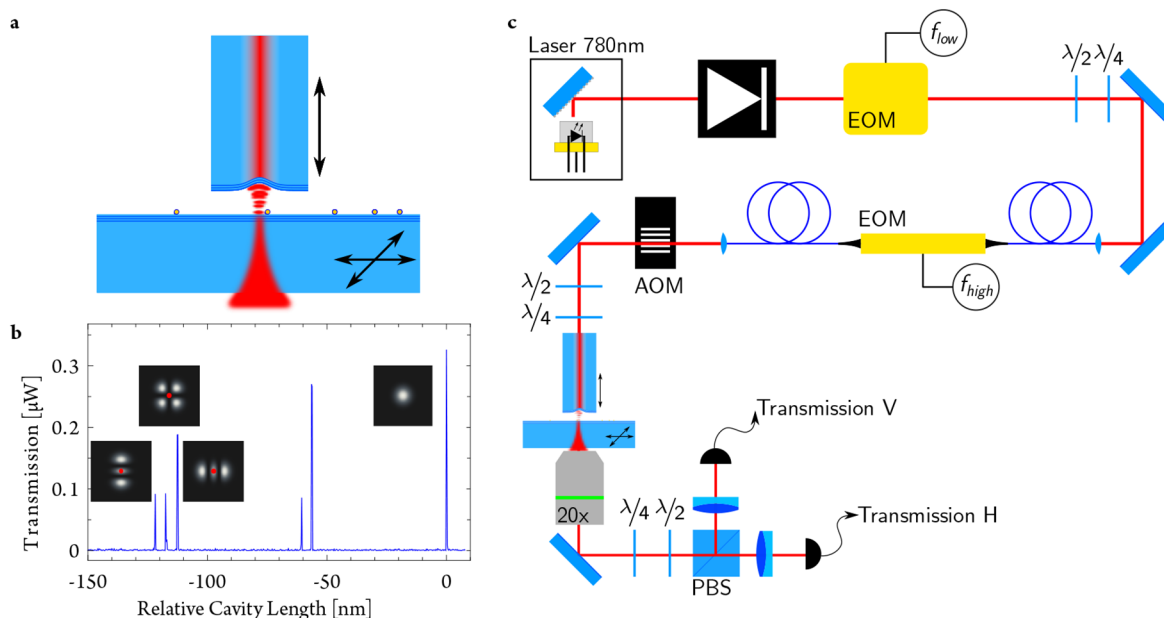 a
c
Laser 780nm
f_low
λ/2 λ/4
EOM
EOM
AOM
f_high
λ/2
λ/4
b
Transmission [µW]
0.3
0.2
0.1
0
-150 -100 -50 0
Relative Cavity Length [nm]
Transmission V
20x
λ/4 λ/2
Transmission H
PBS